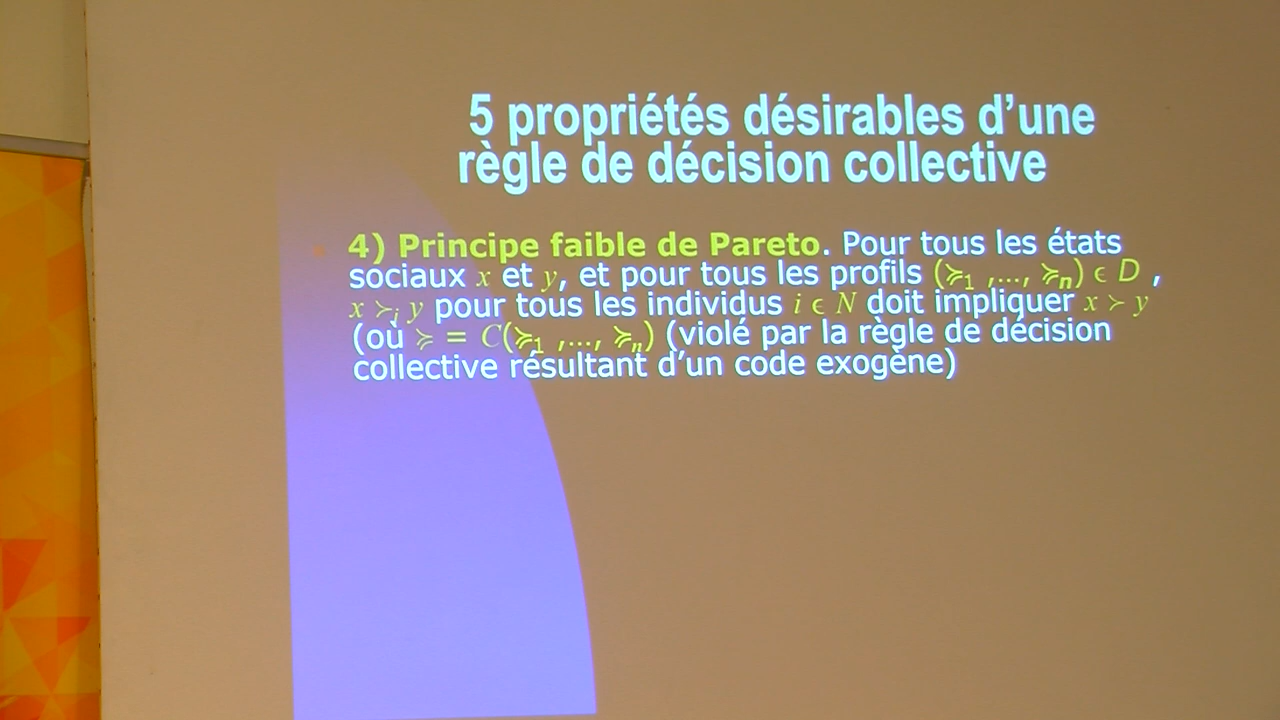 5 propriétés désirables d’une
règle de décision collective
4) Principe faible de Pareto. Pour tous les états
sociaux x et y, et pour tous les profils (≽₁ ,..., ≽ₙ) ϵ D ,
x ≻ᵢ y pour tous les individus i ϵ N doit impliquer x ≻ y
(où ≽ = C(≽₁ ,..., ≽ₙ) (violé par la règle de décision
collective résultant d’un code exogène)